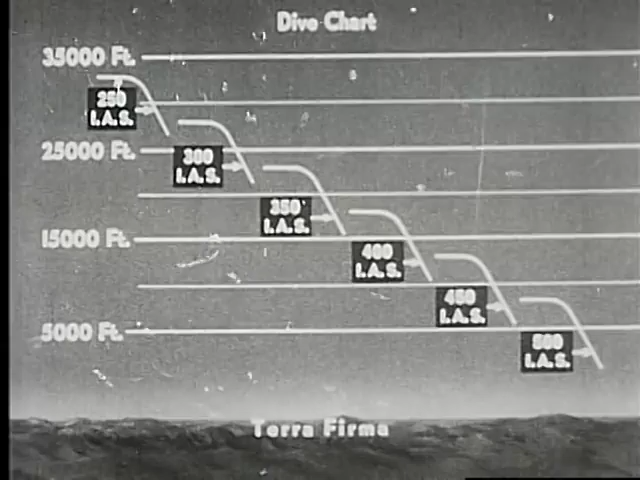 Dive Chart
35000 Ft.
250
I.A.S.
25000 Ft.
300
I.A.S.
350
I.A.S.
15000 Ft.
400
I.A.S.
450
I.A.S.
5000 Ft.
500
I.A.S.
Terra Firma